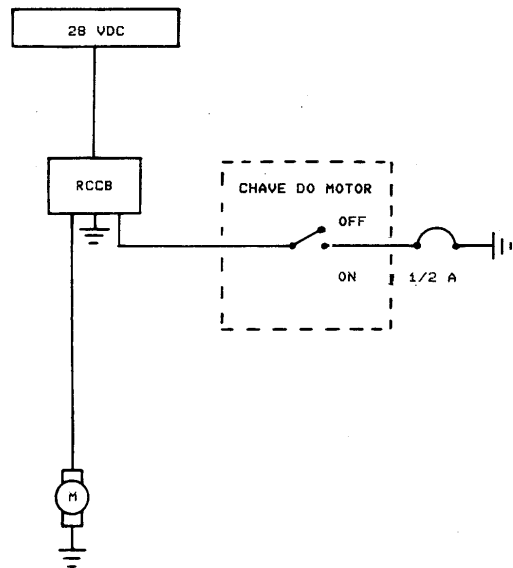 28 VDC
RCCB
CHAVE DO MOTOR
OFF
ON
1/2 A
M